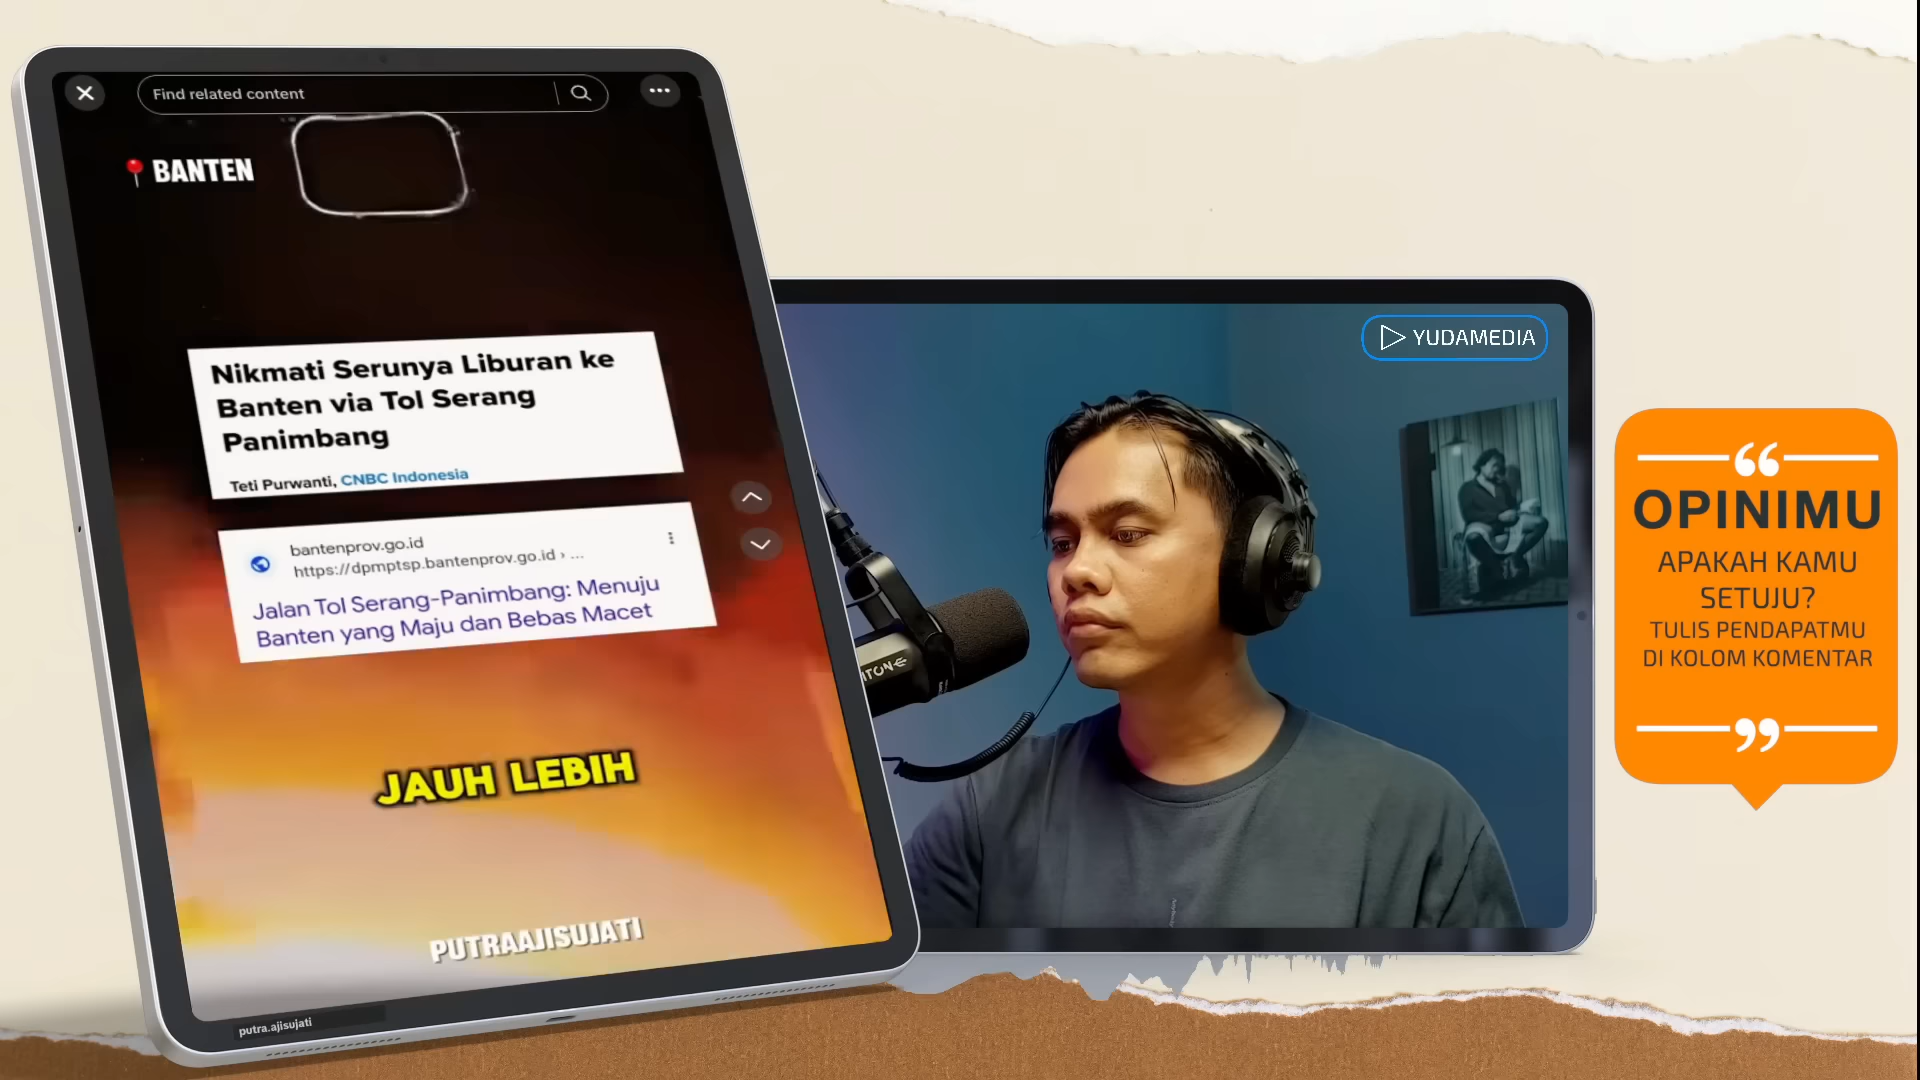 Find related content
BANTEN
Nikmati Serunya Liburan ke
Banten via Tol Serang
Panimbang
Teti Purwanti, CNBC Indonesia
bantenprov.go.id
https://dpmptsp.bantenprov.go.id › ...
Jalan Tol Serang-Panimbang: Menuju
Banten yang Maju dan Bebas Macet
JAUH LEBIH
PUTRAAJISUJATI
putra.ajisujati
YUDAMEDIA
“
OPINIMU
APAKAH KAMU
SETUJU?
TULIS PENDAPATMU
DI KOLOM KOMENTAR
”